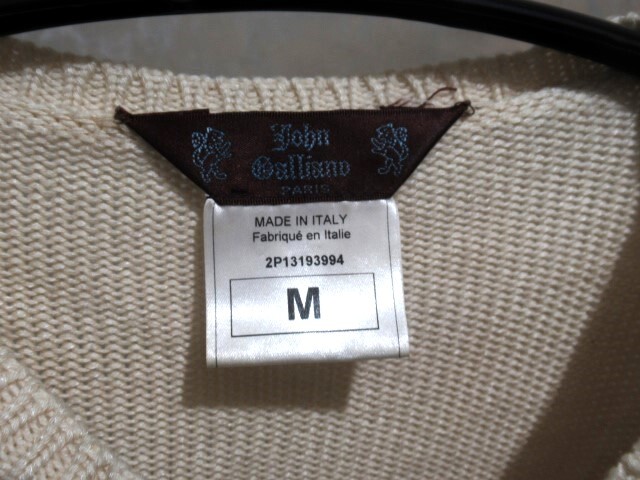 John
Galliano
PARIS
MADE IN ITALY
Fabriqué en Italie
2P13193994
M